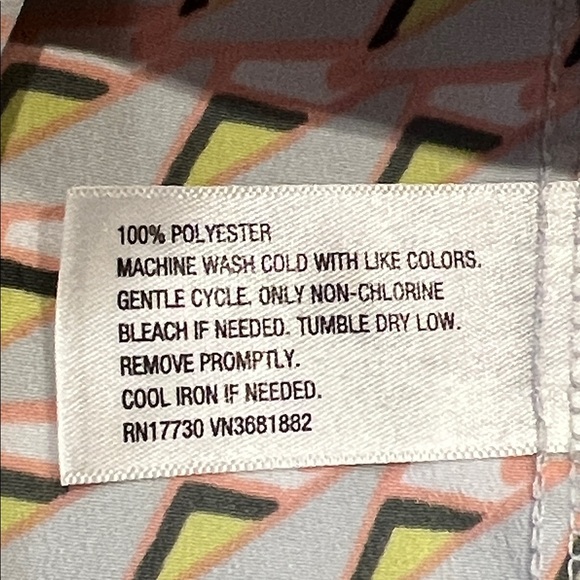 100% POLYESTER
MACHINE WASH COLD WITH LIKE COLORS.
GENTLE CYCLE, ONLY NON-CHLORINE
BLEACH IF NEEDED. TUMBLE DRY LOW.
REMOVE PROMPTLY.
COOL IRON IF NEEDED.
RN17730 VN3681882